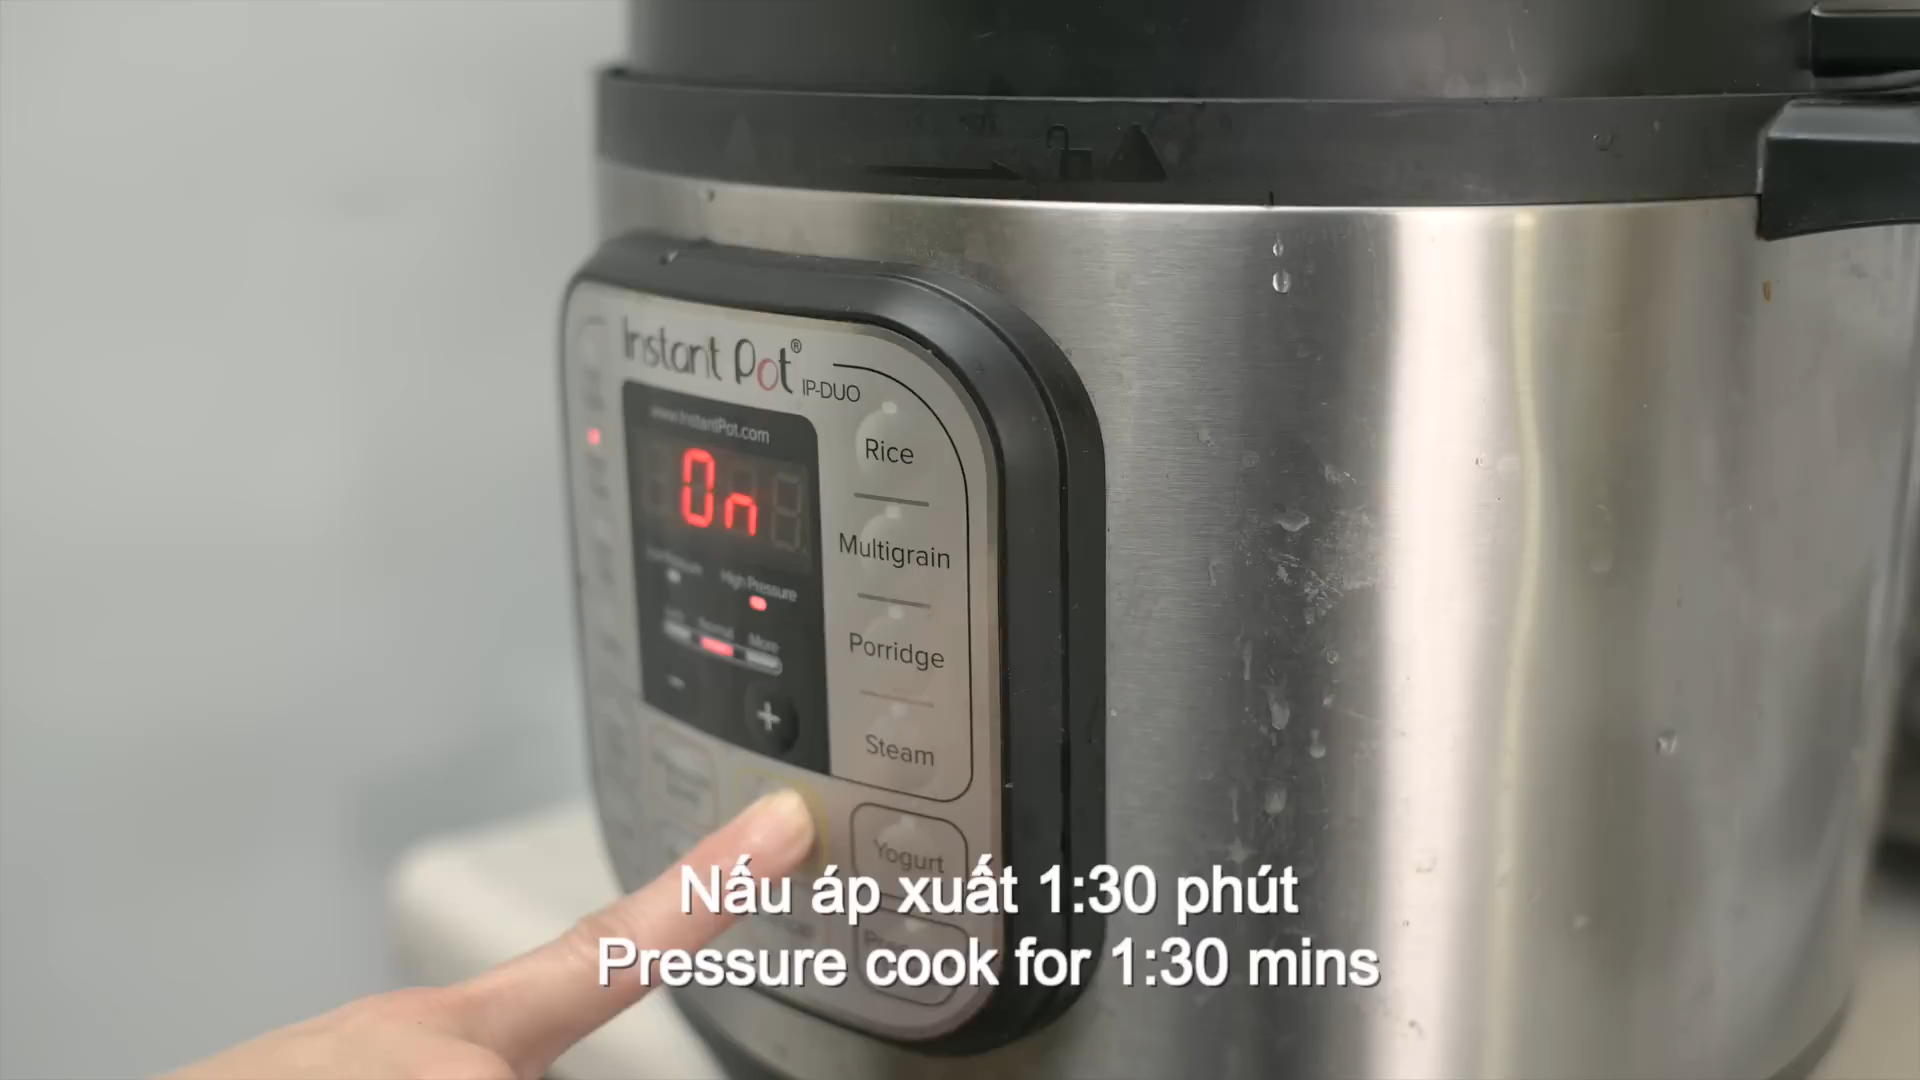 Instant Pot® IP-DUO
www.InstantPot.com
On
High Pressure
Normal
More
+
Rice
Multigrain
Porridge
Steam
Yogurt
Nấu áp xuất 1:30 phút
Pressure cook for 1:30 mins